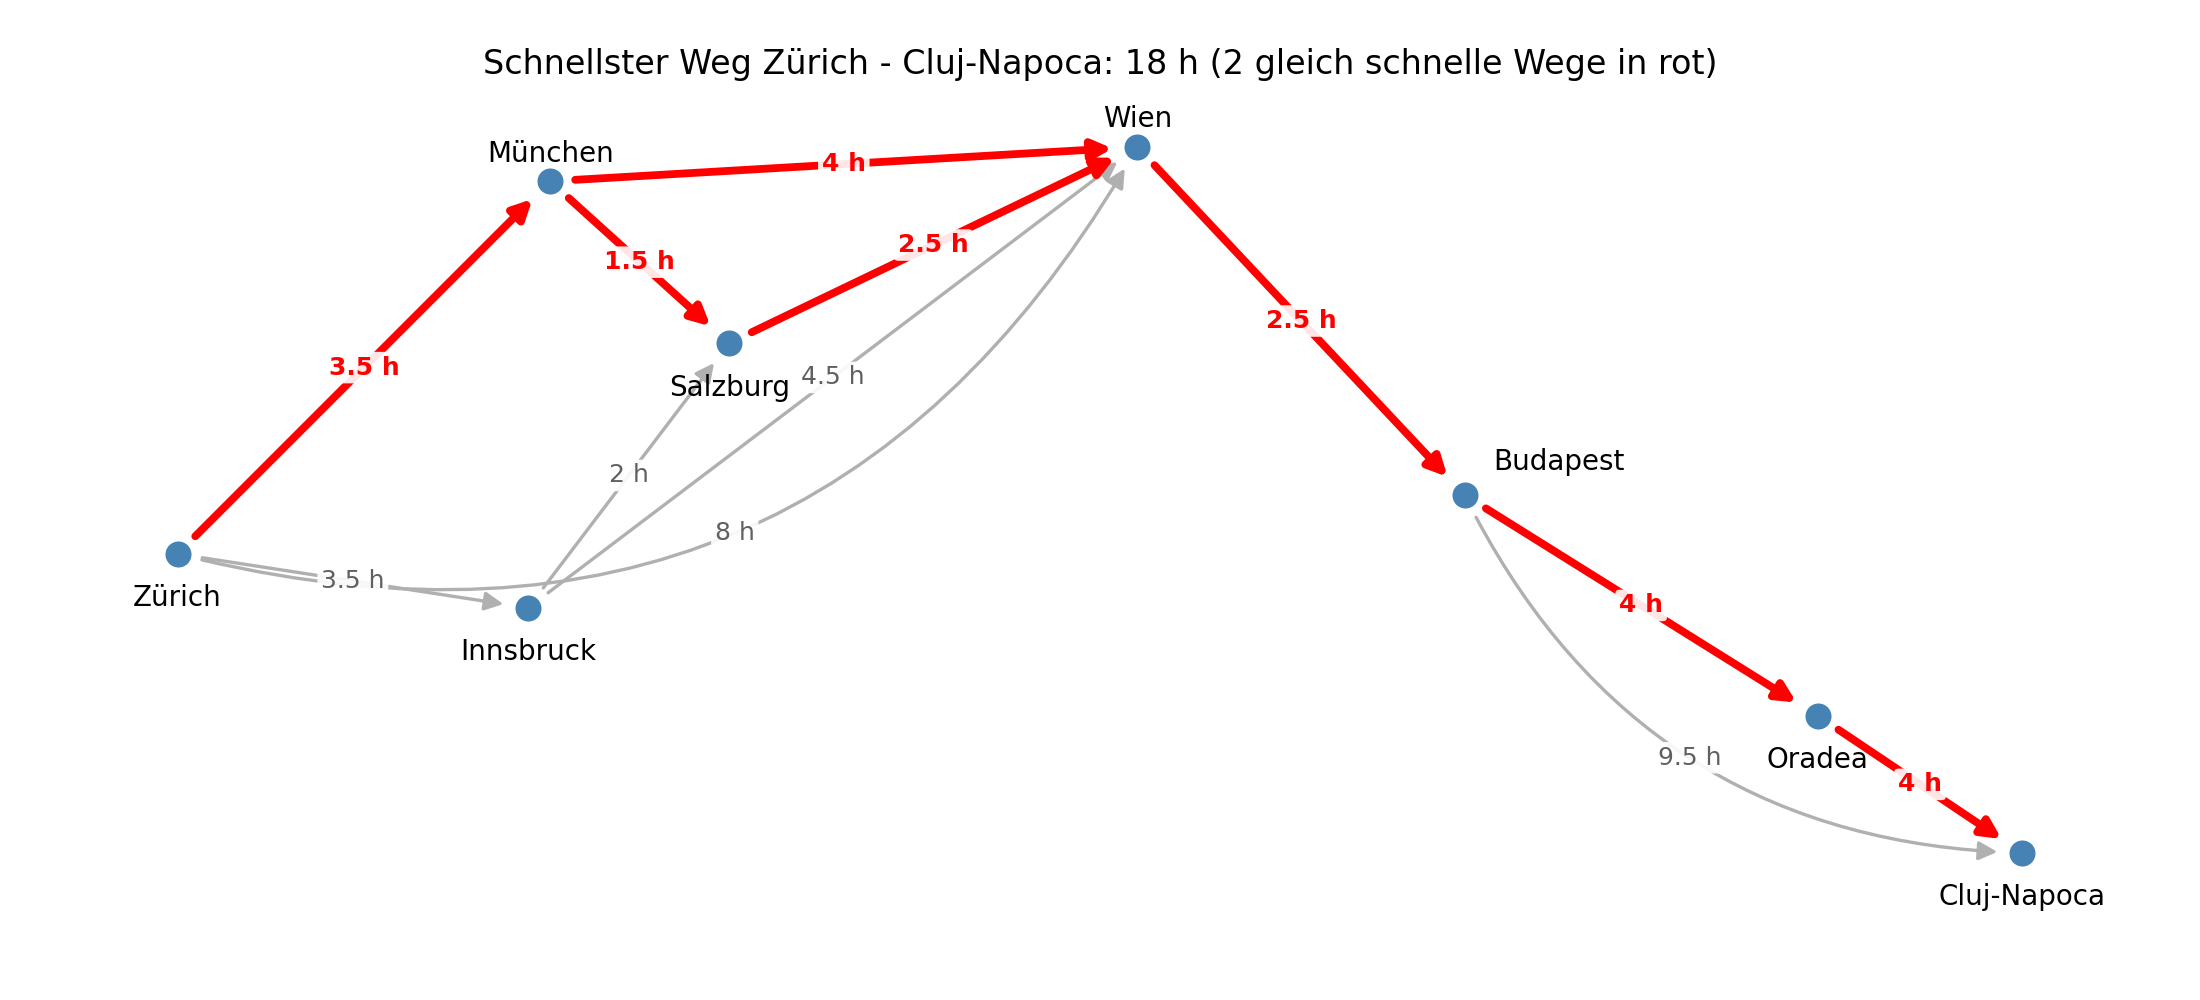 Schnellster Weg Zürich - Cluj-Napoca: 18 h (2 gleich schnelle Wege in rot)
Wien
München
4 h
2.5 h
1.5 h
2.5 h
3.5 h
4.5 h
Salzburg
Budapest
2 h
8 h
3.5 h
Zürich
4 h
Innsbruck
9.5 h
Oradea
4 h
Cluj-Napoca